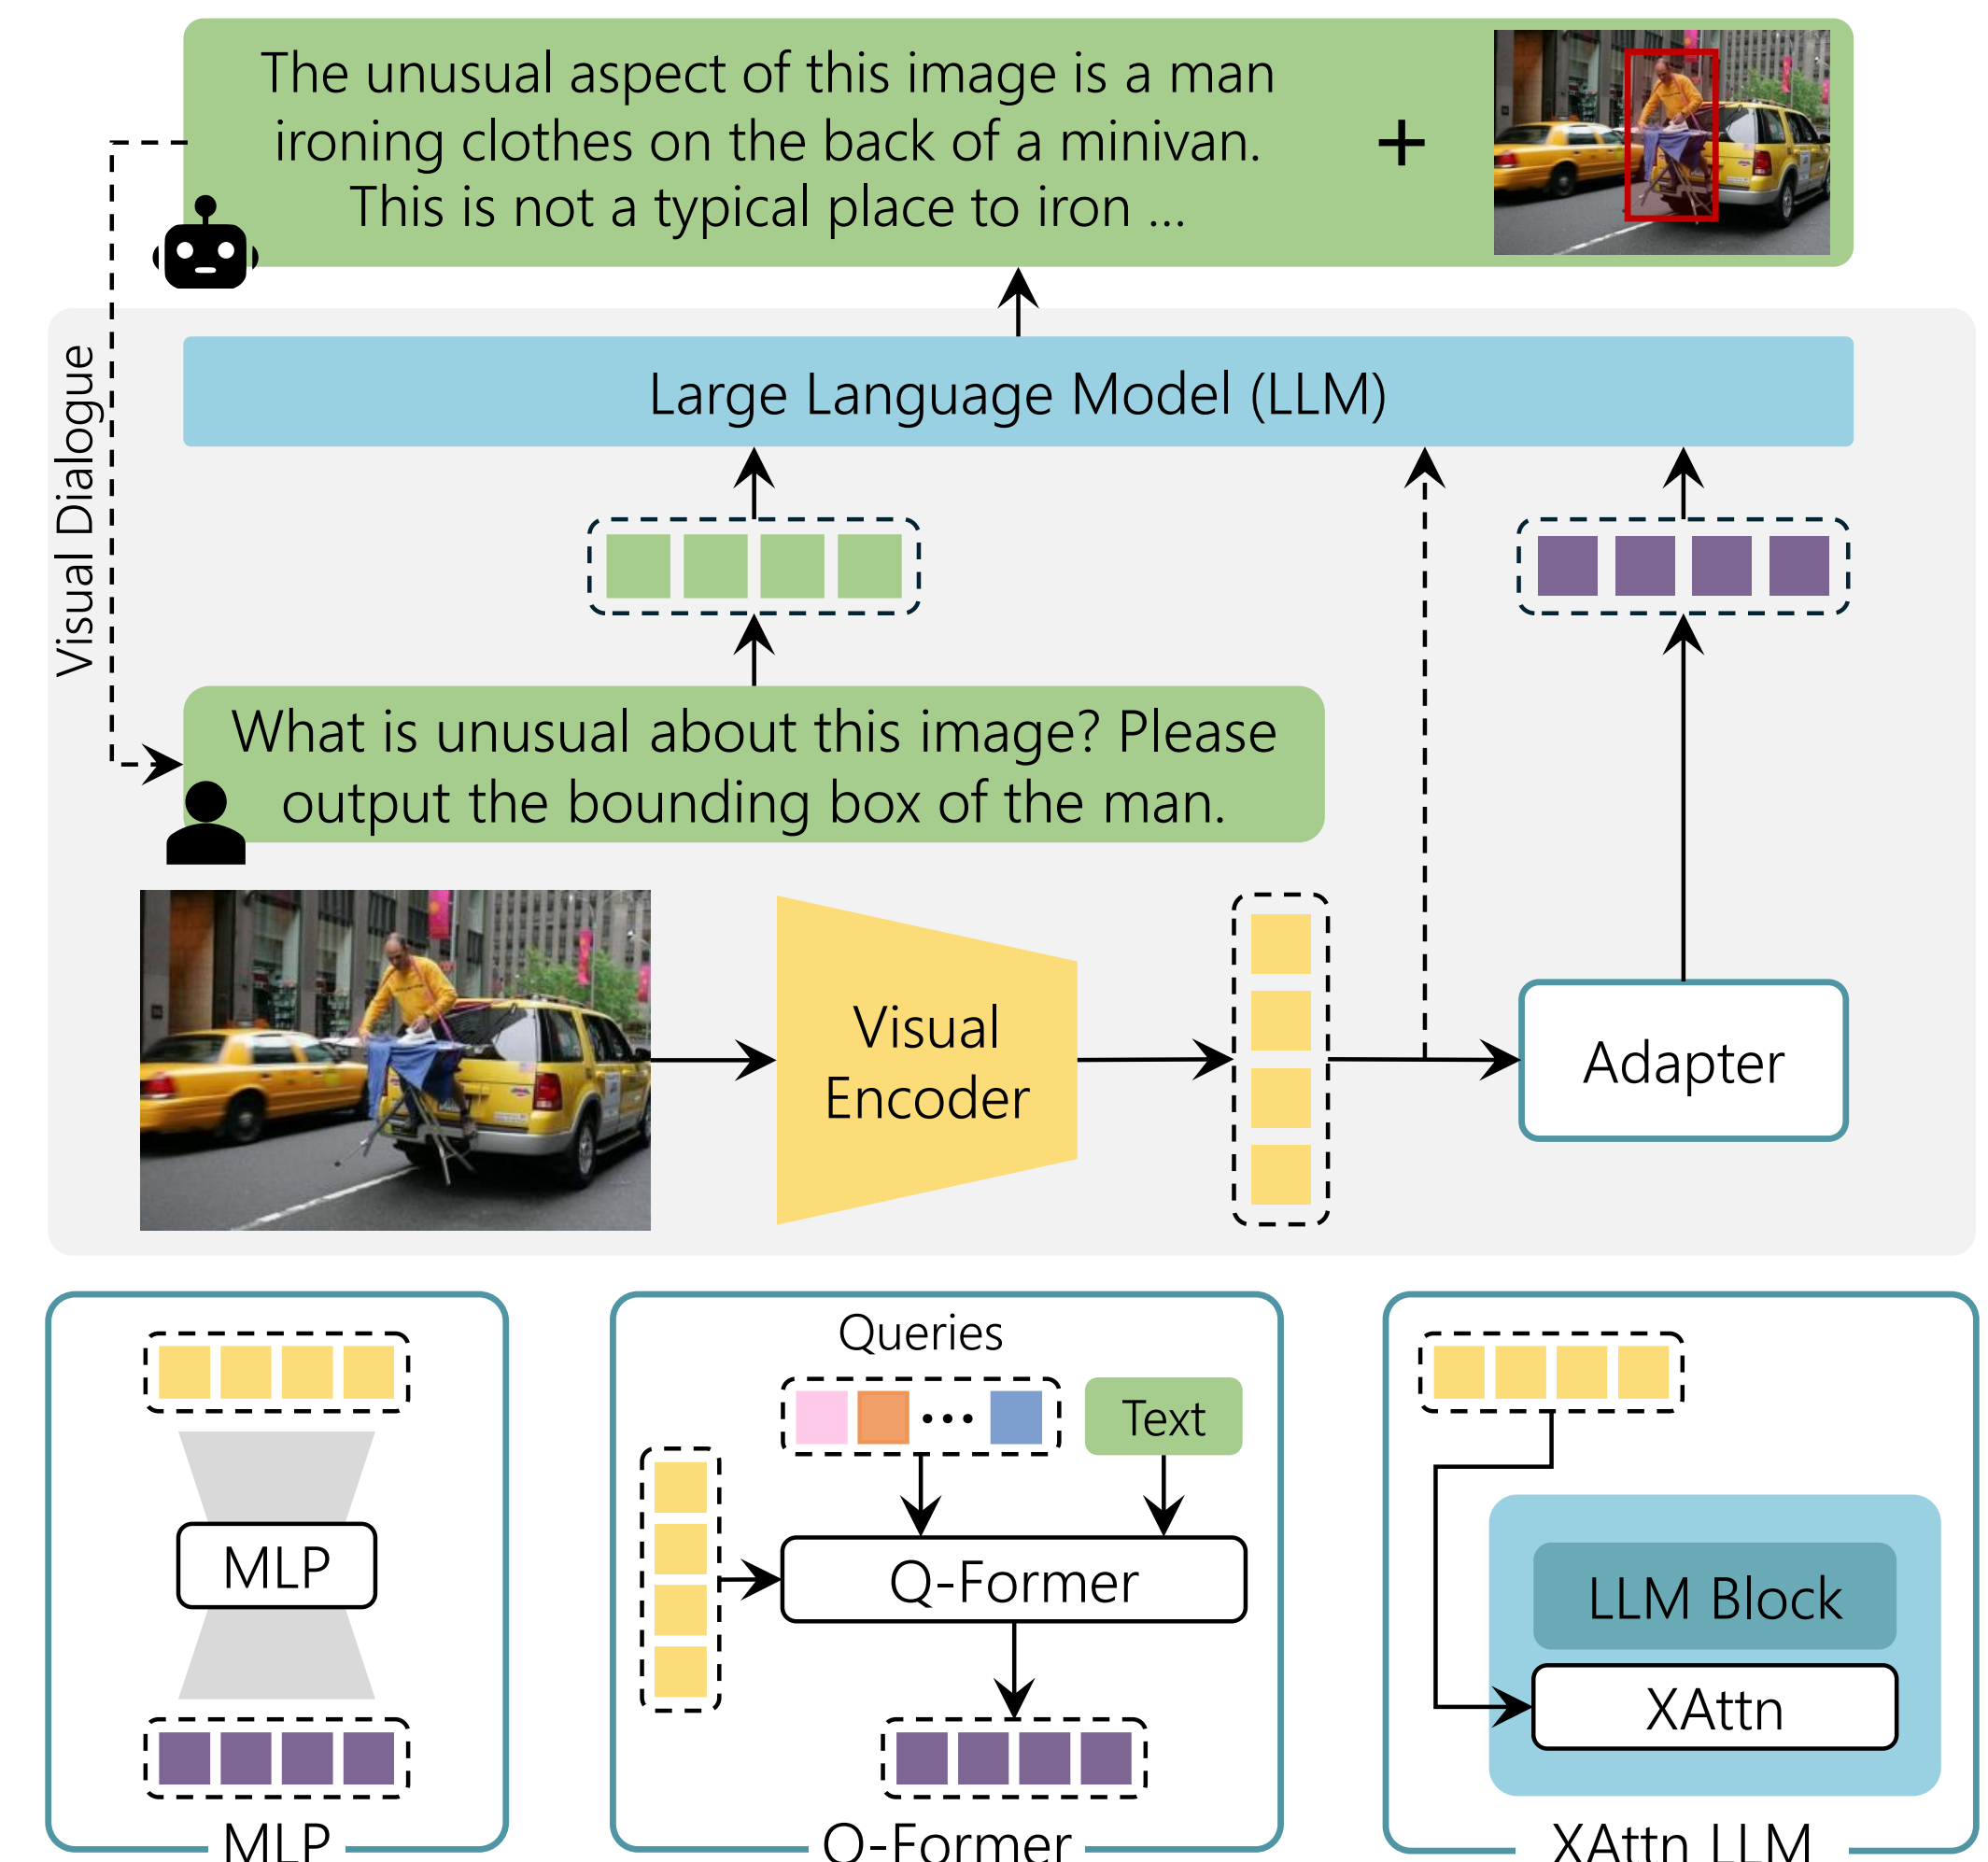 The unusual aspect of this image is a man
ironing clothes on the back of a minivan.
This is not a typical place to iron ...
+
Visual Dialogue
Large Language Model (LLM)
What is unusual about this image? Please
output the bounding box of the man.
Visual
Encoder
Adapter
MLP
MLP
Queries
Text
Q-Former
Q-Former
LLM Block
XAttn
XAttn LLM